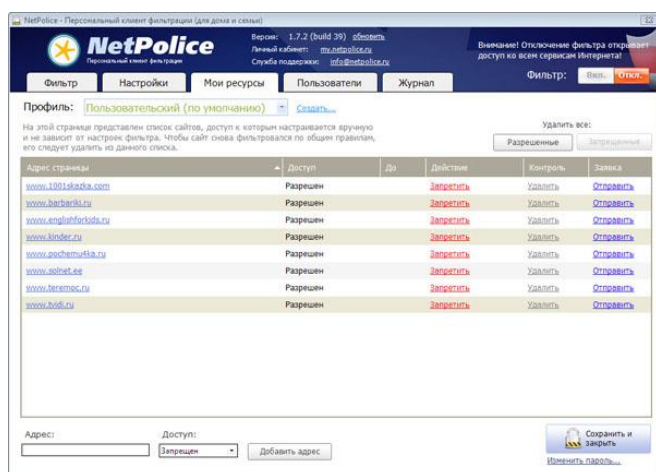 NetPolice - Персональный клиент фильтрации (для дома и семьи)
NetPolice
Персональный клиент фильтрации
Версия: 1.7.2 (build 39) обновить
Личный кабинет: my.netpolice.ru
Служба поддержки: info@netpolice.ru
Внимание! Отключение фильтра открывает
доступ ко всем сервисам Интернета!
Фильтр: Вкл. Откл.
Фильтр Настройки Мои ресурсы Пользователи Журнал
Профиль: Пользовательский (по умолчанию) Создать...
На этой странице представлен список сайтов, доступ к которым настраивается вручную
и не зависит от настроек фильтра. Чтобы сайт снова фильтровался по общим правилам,
его следует удалить из данного списка.
Удалить все:
Разрешенные Запрещенные
Адрес страницы Доступ До Действие Контроль Заявка
www.1001skazka.com Разрешен Запретить Удалить Отправить
www.barbariki.ru Разрешен Запретить Удалить Отправить
www.englishforkids.ru Разрешен Запретить Удалить Отправить
www.kinder.ru Разрешен Запретить Удалить Отправить
www.pochemu4ka.ru Разрешен Запретить Удалить Отправить
www.solnet.ee Разрешен Запретить Удалить Отправить
www.teremoc.ru Разрешен Запретить Удалить Отправить
www.tvidi.ru Разрешен Запретить Удалить Отправить
Адрес: Доступ:
Запрещен Добавить адрес
Сохранить и
закрыть
Изменить пароль...